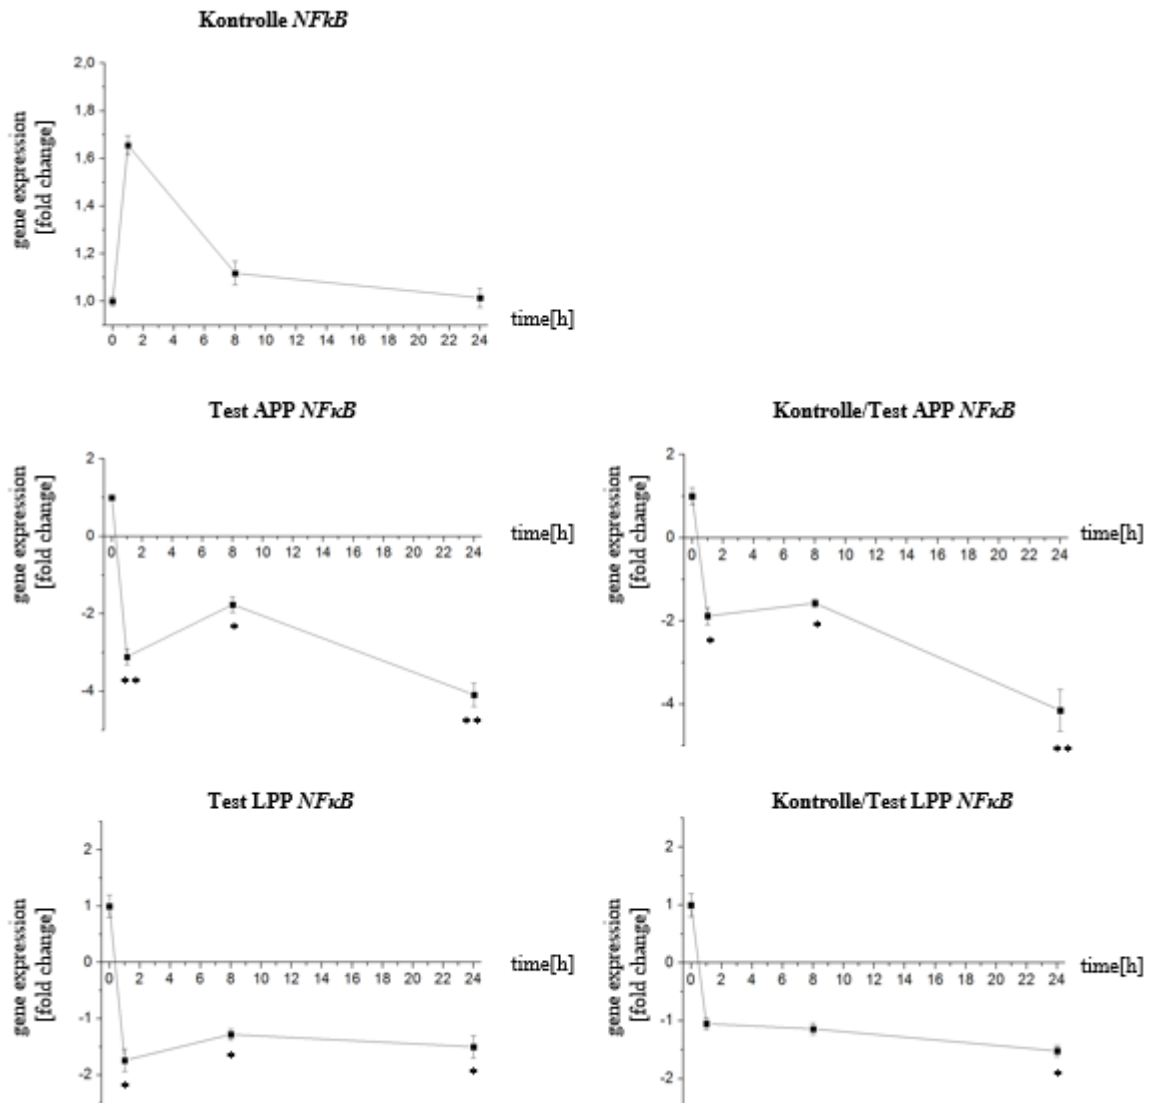 Kontrolle NFkB
gene expression
[fold change]
2,0
1,8
1,6
1,4
1,2
1,0
0 2 4 6 8 10 12 14 16 18 20 22 24
time[h]
Test APP NFκB
gene expression
[fold change]
2
0
-2
-4
0 2 4 6 8 10 12 14 16 18 20 22 24
time[h]
**
*
**
Kontrolle/Test APP NFκB
gene expression
[fold change]
2
0
-2
-4
0 2 4 6 8 10 12 14 16 18 20 22 24
time[h]
*
*
**
Test LPP NFκB
gene expression
[fold change]
2
1
0
-1
-2
0 2 4 6 8 10 12 14 16 18 20 22 24
time[h]
*
*
*
Kontrolle/Test LPP NFκB
gene expression
[fold change]
2
1
0
-1
-2
0 2 4 6 8 10 12 14 16 18 20 22 24
time[h]
*